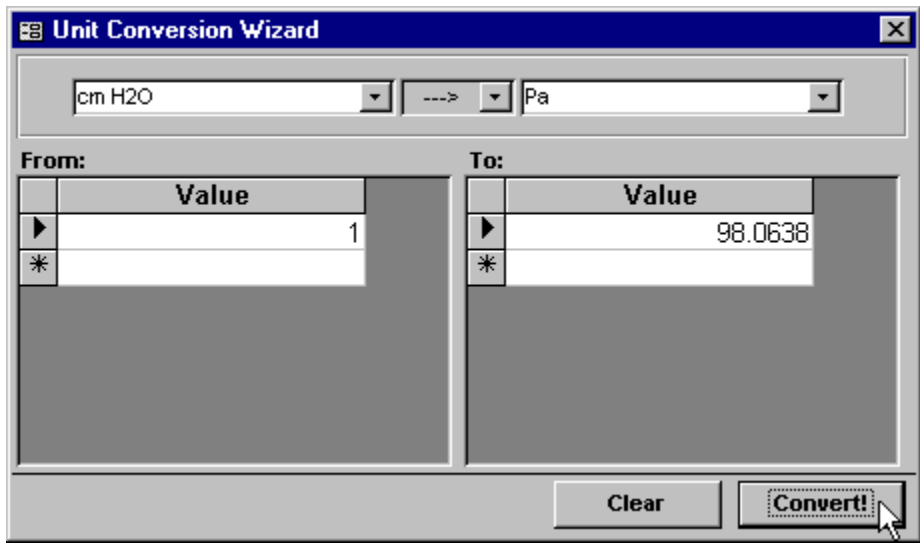 Unit Conversion Wizard
cm H2O ---> Pa
From: To:
Value Value
1 98.0638
Clear Convert!